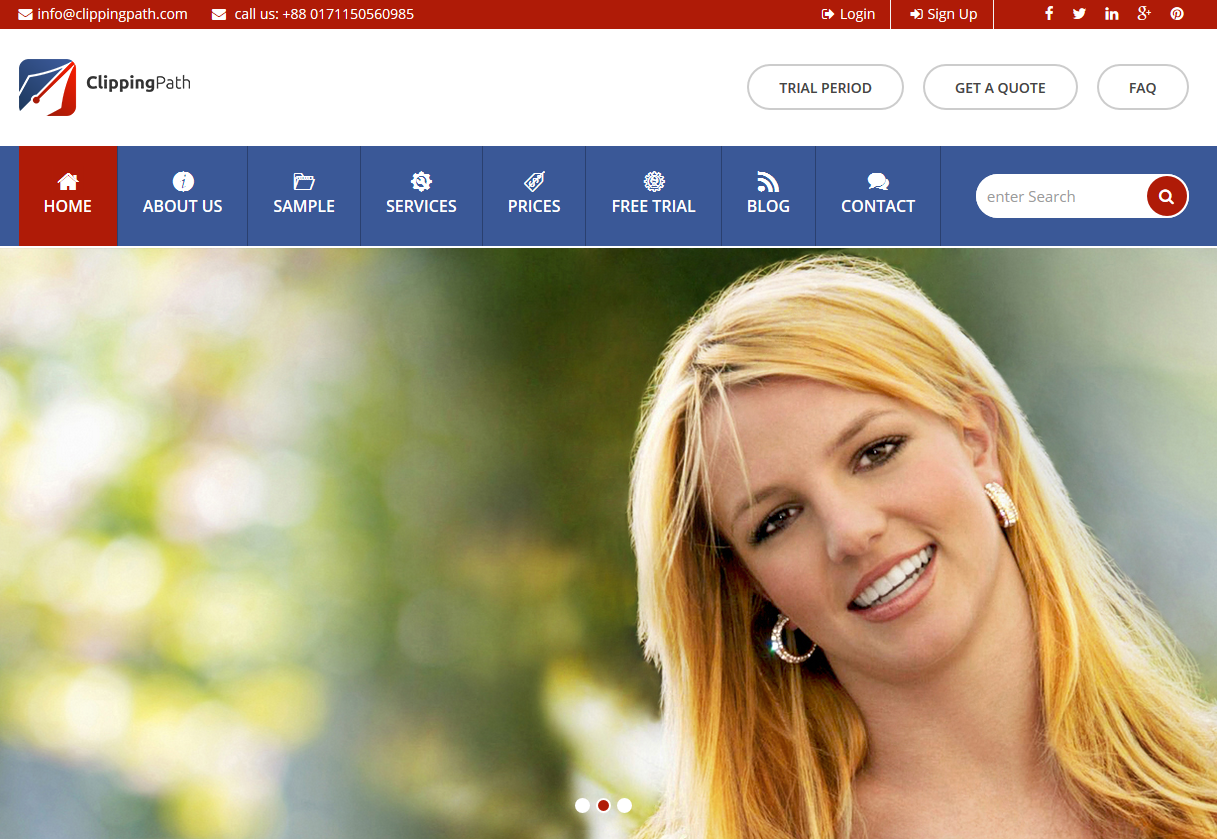 info@clippingpath.com call us: +88 0171150560985 Login Sign Up
ClippingPath
TRIAL PERIOD GET A QUOTE FAQ
HOME ABOUT US SAMPLE SERVICES PRICES FREE TRIAL BLOG CONTACT
enter Search